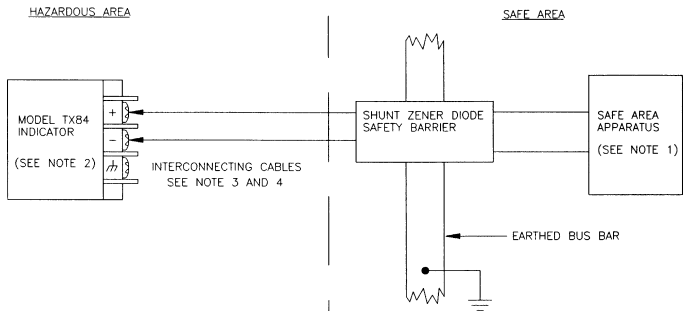 HAZARDOUS AREA
SAFE AREA
MODEL TX84
INDICATOR
(SEE NOTE 2)
+
−
INTERCONNECTING CABLES
SEE NOTE 3 AND 4
SHUNT ZENER DIODE
SAFETY BARRIER
SAFE AREA
APPARATUS
(SEE NOTE 1)
EARTHED BUS BAR